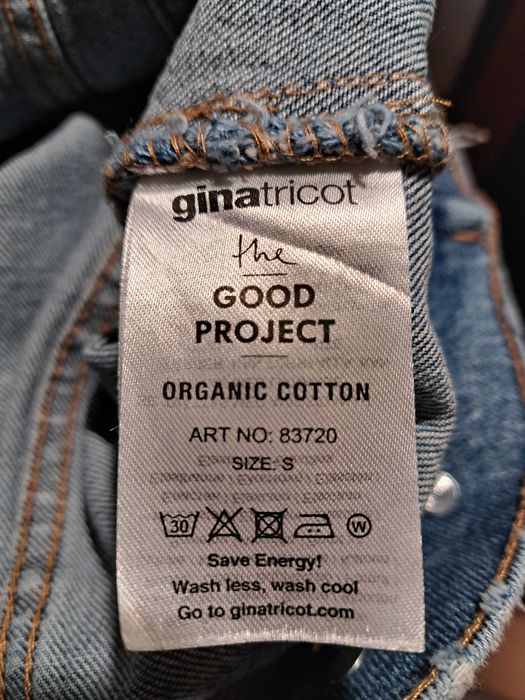 ginatricot
the
GOOD
PROJECT
ORGANIC COTTON
ART NO: 83720
SIZE: S
30 W
Save Energy!
Wash less, wash cool
Go to ginatricot.com